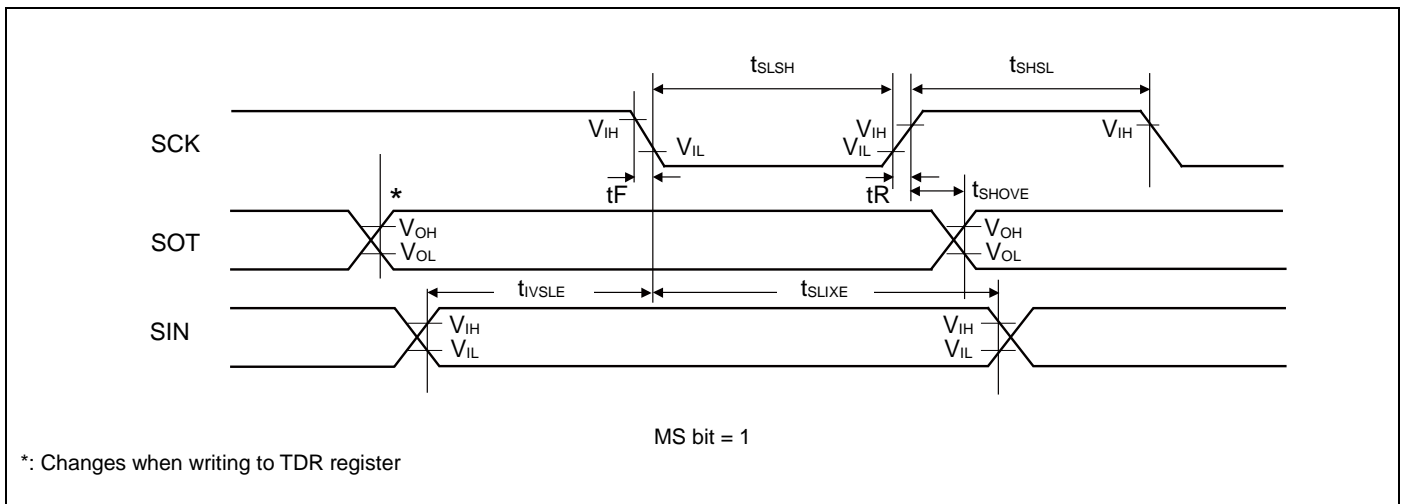 tSLSH tSHSL
SCK VIH VIL VIH VIL VIH
tF tR tSHOVE
*
SOT VOH VOL VOH VOL
tIVSLE tSLIXE
SIN VIH VIL VIH VIL
MS bit = 1
*: Changes when writing to TDR register